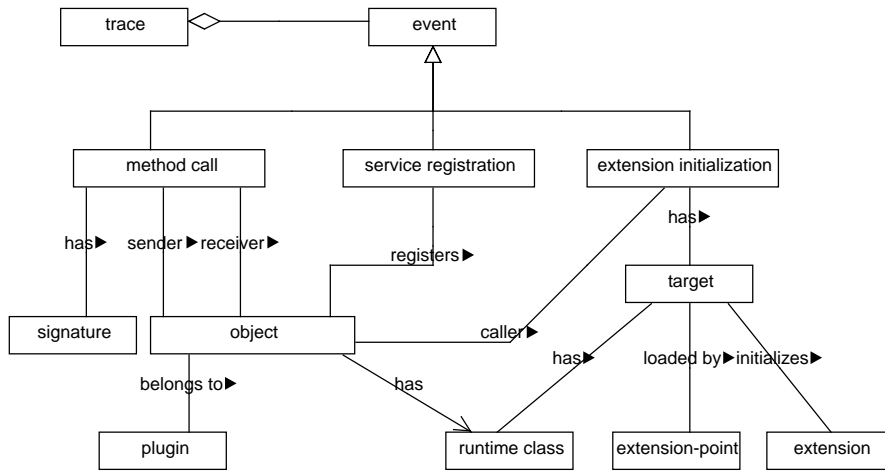 trace
event
method call
service registration
extension initialization
has▶
sender▶
receiver▶
has▶
registers▶
target
signature
object
caller▶
has▶
loaded by▶
initializes▶
belongs to▶
has
plugin
runtime class
extension-point
extension